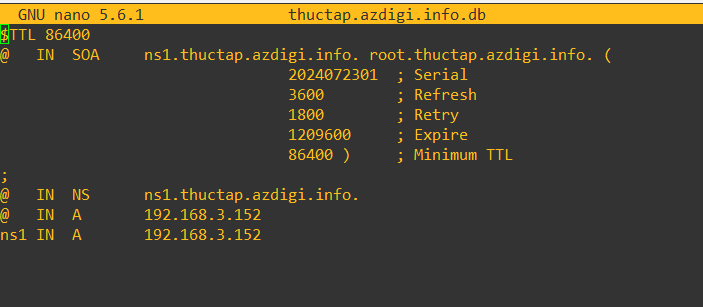 GNU nano 5.6.1                thuctap.azdigi.info.db
$TTL 86400
@   IN  SOA     ns1.thuctap.azdigi.info. root.thuctap.azdigi.info. (
                                2024072301  ; Serial
                                3600        ; Refresh
                                1800        ; Retry
                                1209600     ; Expire
                                86400 )     ; Minimum TTL
;
@   IN  NS      ns1.thuctap.azdigi.info.
@   IN  A       192.168.3.152
ns1 IN  A       192.168.3.152